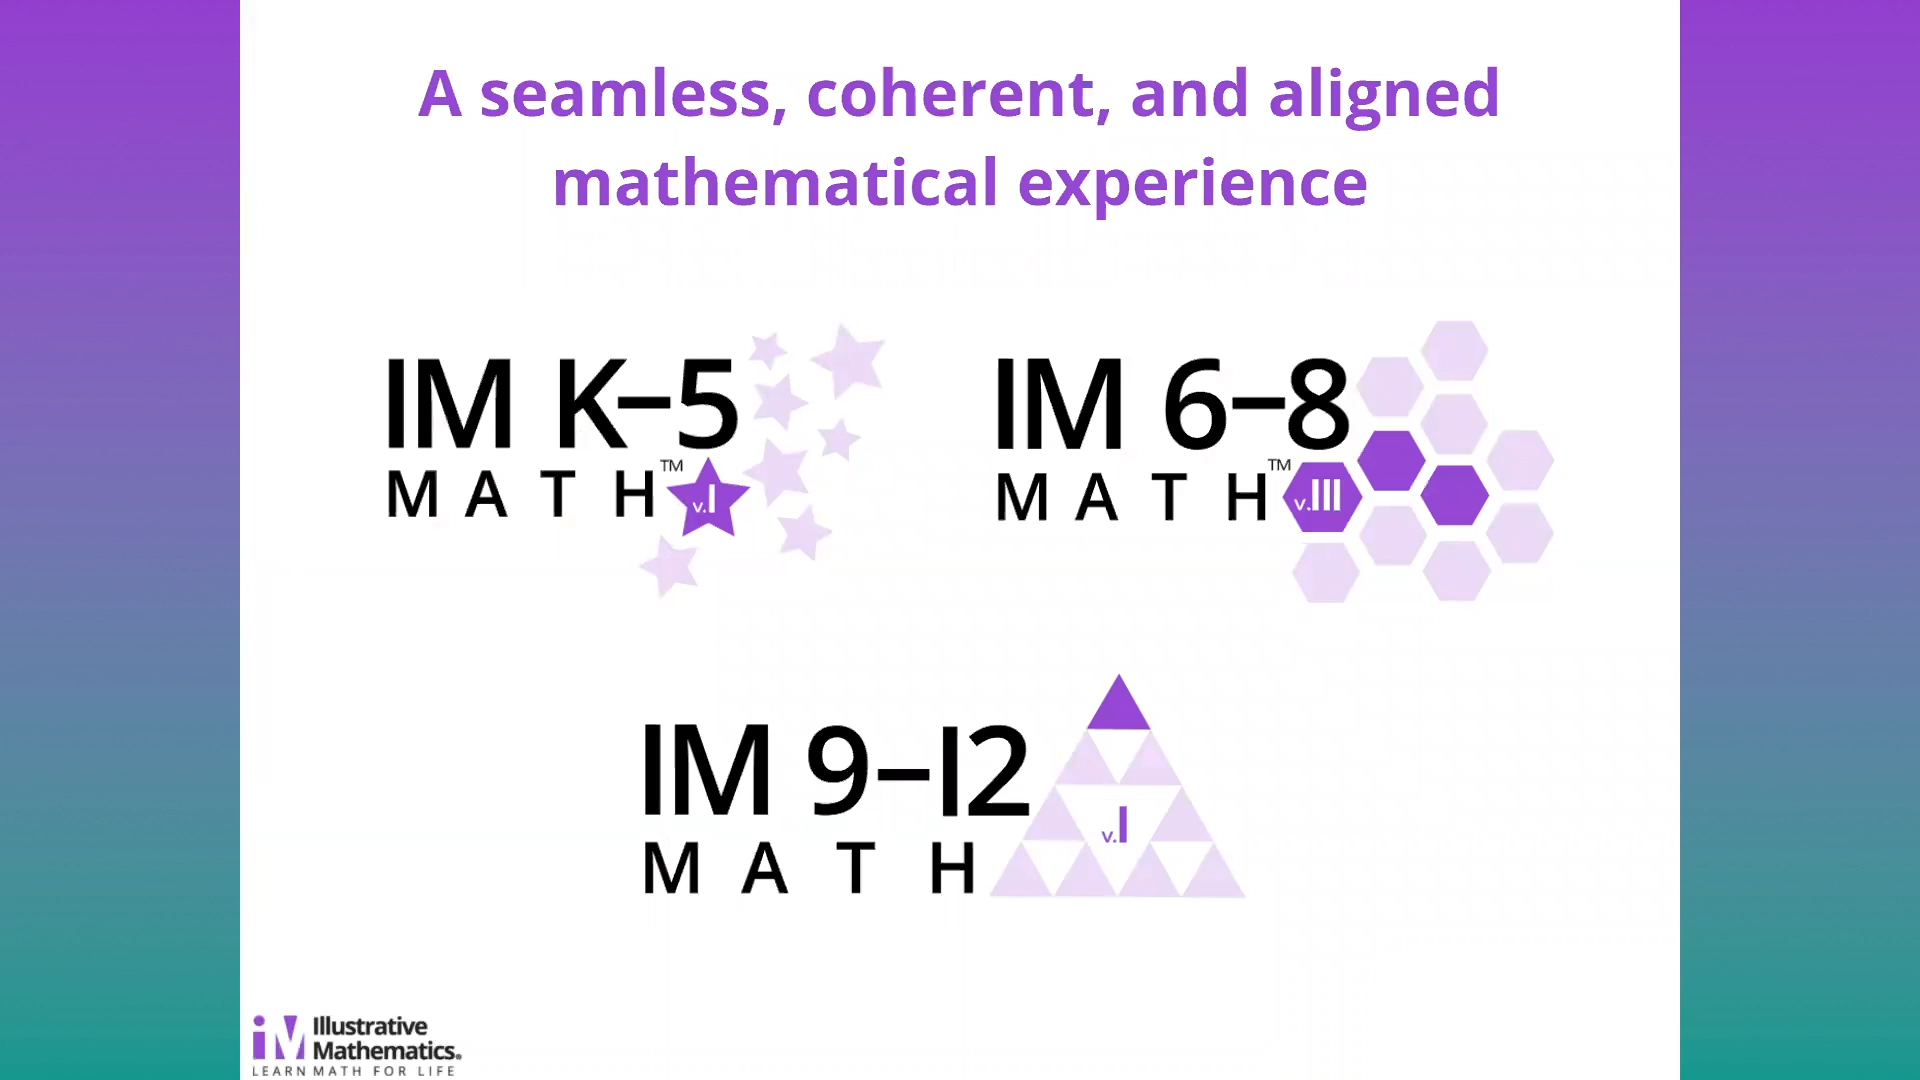 A seamless, coherent, and aligned
mathematical experience
IM K–5
MATH™ v.I
IM 6–8
MATH™ v.III
IM 9–12
MATH v.I
iM Illustrative
Mathematics®
LEARN MATH FOR LIFE